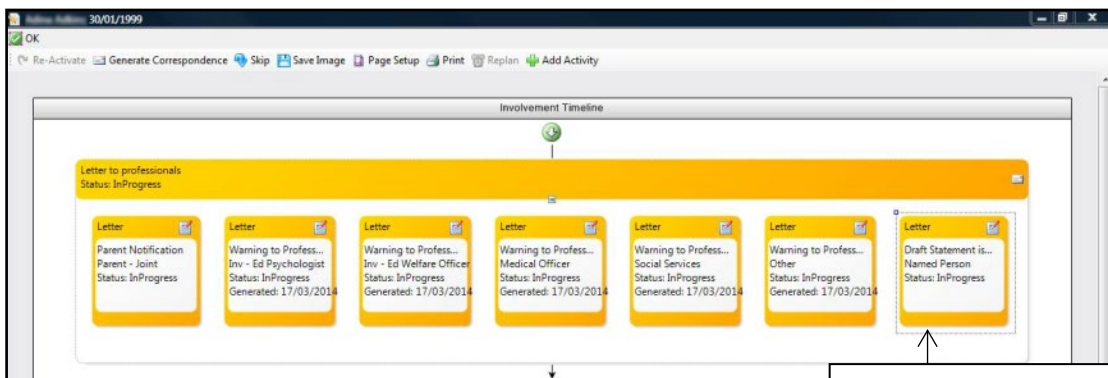 30/01/1999
OK
Re-Activate Generate Correspondence Skip Save Image Page Setup Print Replan Add Activity
Involvement Timeline
Letter to professionals
Status: InProgress
Letter
Parent Notification
Parent - Joint
Status: InProgress
Letter
Warning to Profess...
Inv - Ed Psychologist
Status: InProgress
Generated: 17/03/2014
Letter
Warning to Profess...
Inv - Ed Welfare Officer
Status: InProgress
Generated: 17/03/2014
Letter
Warning to Profess...
Medical Officer
Status: InProgress
Generated: 17/03/2014
Letter
Warning to Profess...
Social Services
Status: InProgress
Generated: 17/03/2014
Letter
Warning to Profess...
Other
Status: InProgress
Generated: 17/03/2014
Letter
Draft Statement is...
Named Person
Status: InProgress